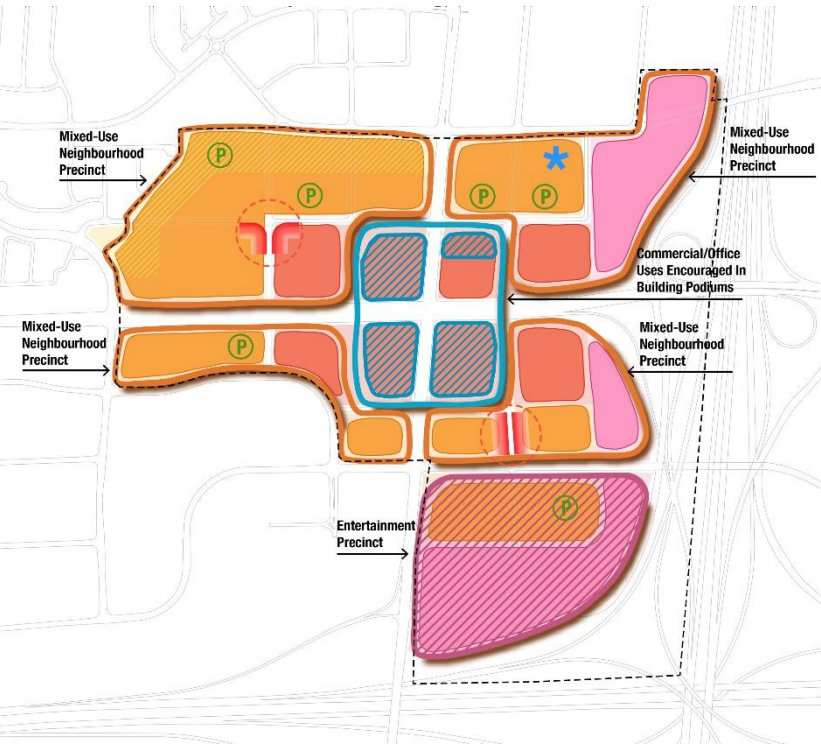 Mixed-Use
Neighbourhood
Precinct
P
P
P
P
Mixed-Use
Neighbourhood
Precinct
Commercial/Office
Uses Encouraged In
Building Podiums
Mixed-Use
Neighbourhood
Precinct
P
Mixed-Use
Neighbourhood
Precinct
Entertainment
Precinct
P